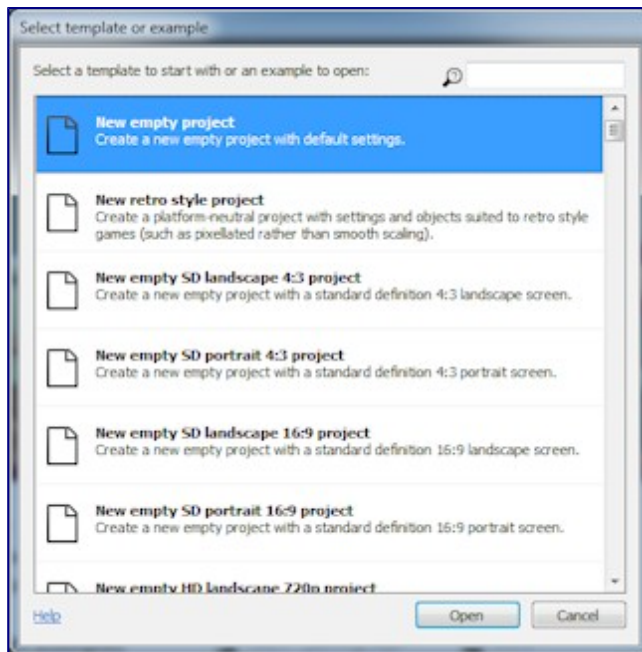 Select template or example
Select a template to start with or an example to open:
New empty project
Create a new empty project with default settings.
New retro style project
Create a platform-neutral project with settings and objects suited to retro style
games (such as pixellated rather than smooth scaling).
New empty SD landscape 4:3 project
Create a new empty project with a standard definition 4:3 landscape screen.
New empty SD portrait 4:3 project
Create a new empty project with a standard definition 4:3 portrait screen.
New empty SD landscape 16:9 project
Create a new empty project with a standard definition 16:9 landscape screen.
New empty SD portrait 16:9 project
Create a new empty project with a standard definition 16:9 portrait screen.
New empty HD landscape 720p project
Help
Open
Cancel